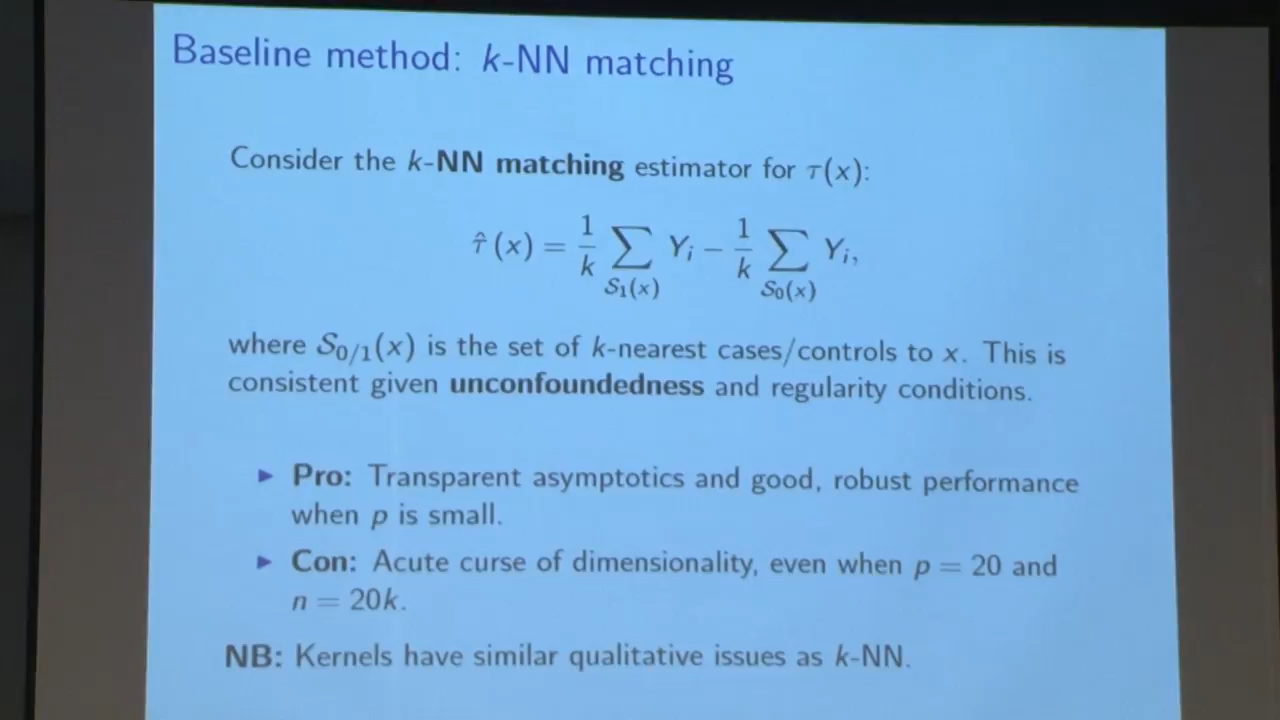 Baseline method: k-NN matching
Consider the k-NN matching estimator for τ(x):
τ̂(x) = 1/k ∑_{S₁(x)} Yᵢ − 1/k ∑_{S₀(x)} Yᵢ,
where S₀/₁(x) is the set of k-nearest cases/controls to x. This is
consistent given unconfoundedness and regularity conditions.
▶ Pro: Transparent asymptotics and good, robust performance
when p is small.
▶ Con: Acute curse of dimensionality, even when p = 20 and
n = 20k.
NB: Kernels have similar qualitative issues as k-NN.